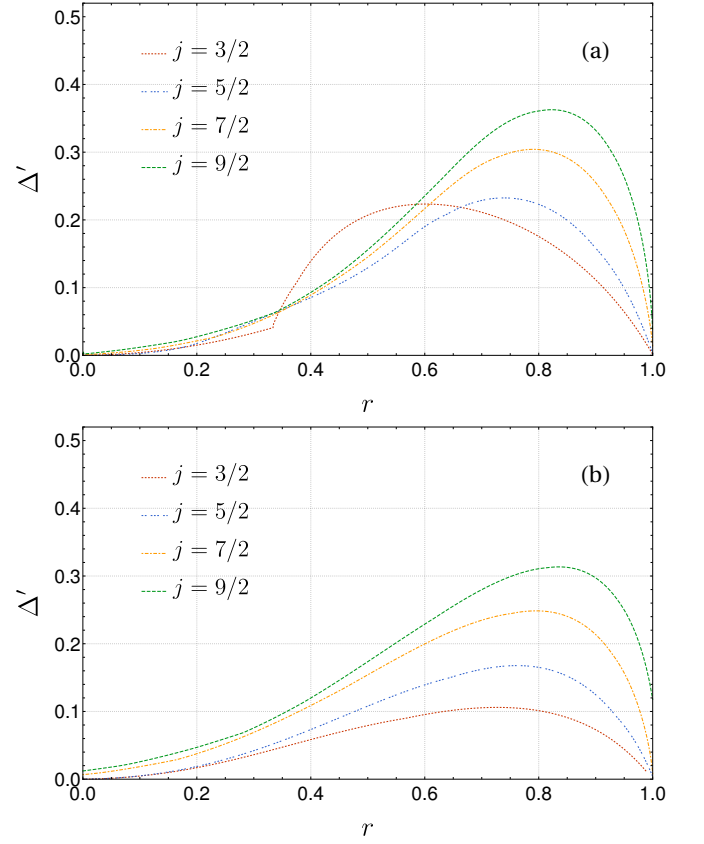 0.5
(a)
j = 3/2
0.4
j = 5/2
j = 7/2
0.3
j = 9/2
Δ′
0.2
0.1
0.0
0.0 0.2 0.4 0.6 0.8 1.0
r
0.5
(b)
j = 3/2
0.4
j = 5/2
j = 7/2
0.3
j = 9/2
Δ′
0.2
0.1
0.0
0.0 0.2 0.4 0.6 0.8 1.0
r